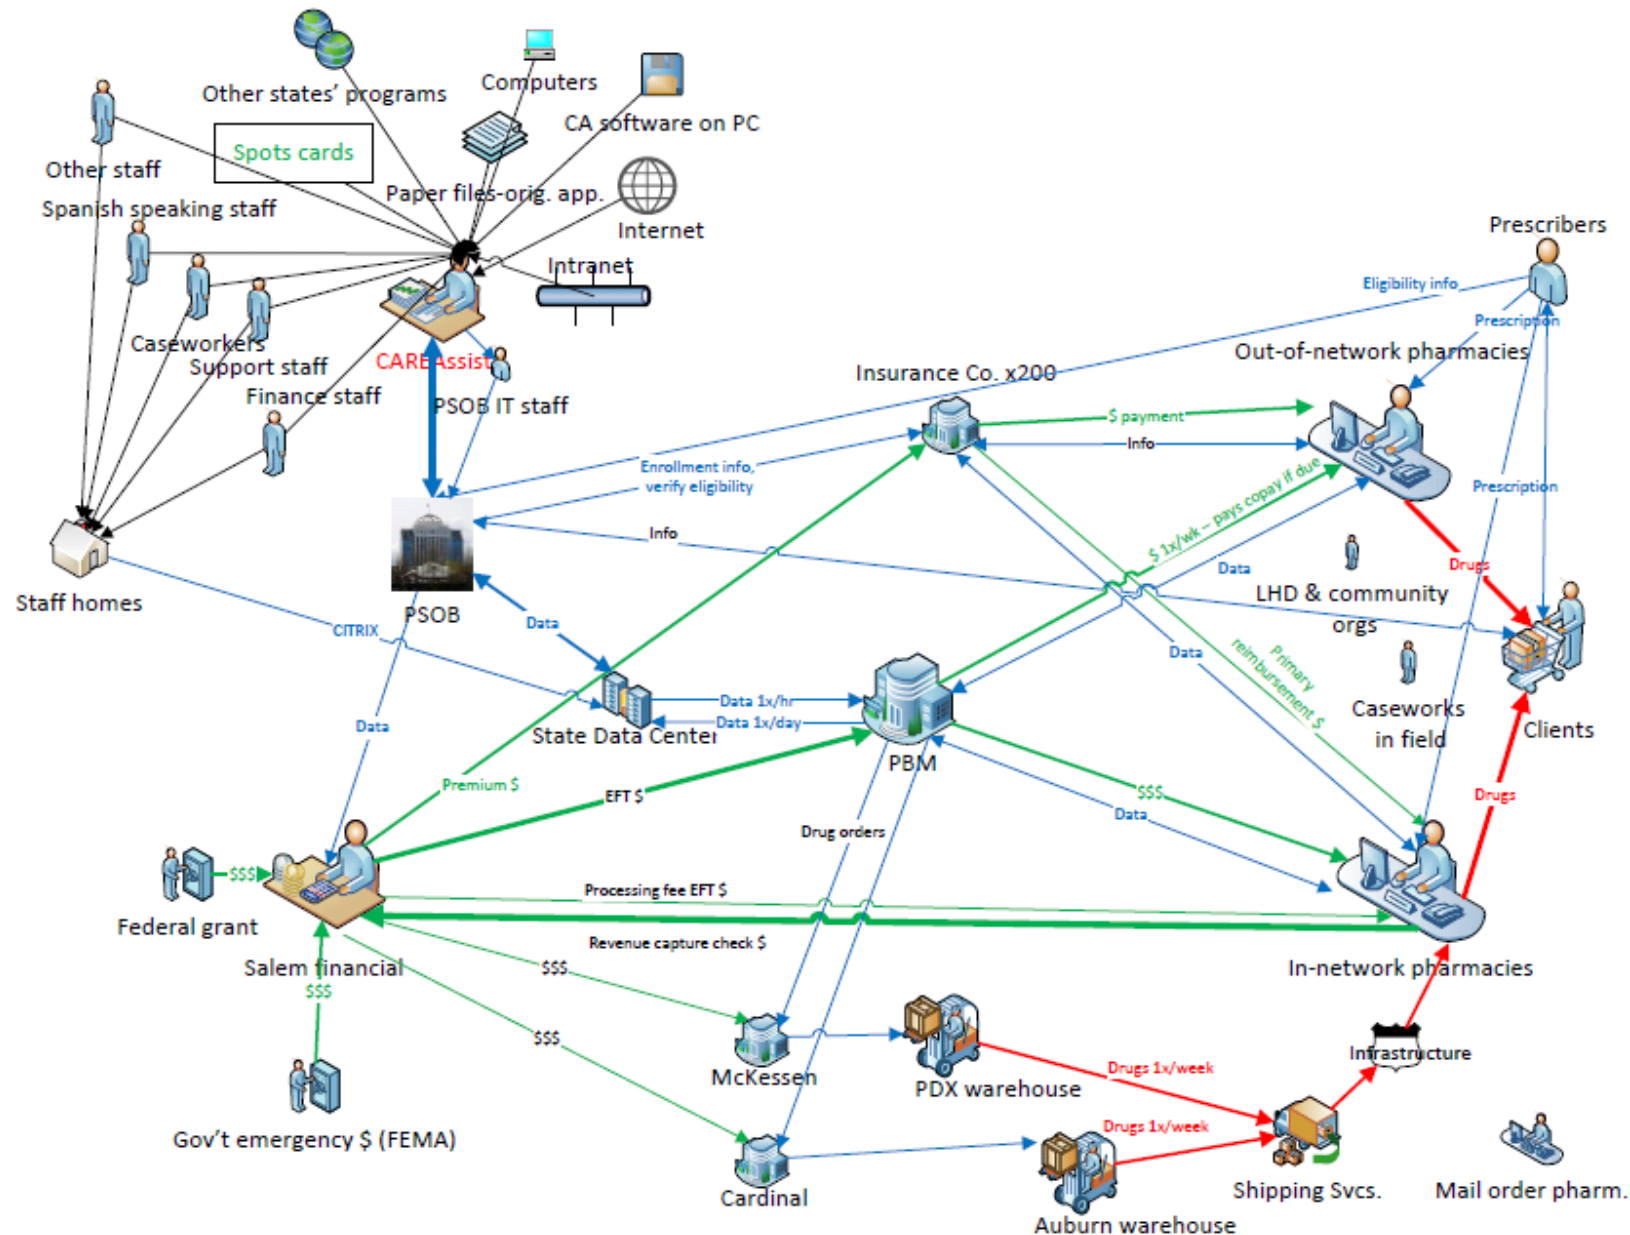 Other states' programs
Computers
CA software on PC
Spots cards
Other staff
Paper files-orig. app.
Spanish speaking staff
Internet
Intranet
Prescribers
Eligibility info
Prescription
Caseworkers
Support staff
CAREAssist
Finance staff
PSOB IT staff
Out-of-network pharmacies
Insurance Co. x200
$ payment
Info
Enrollment info,
verify eligibility
Prescription
$ 1x/wk – pays copay if due
Info
Data
Drugs
LHD & community
orgs
Staff homes
PSOB
CITRIX
Data
Data
Primary
reimbursement $
Data 1x/hr
Data 1x/day
State Data Center
Caseworks
in field
Clients
Data
PBM
Premium $
EFT $
$$$
Data
Drugs
Drug orders
$$$
Processing fee EFT $
Federal grant
Revenue capture check $
Salem financial
$$$
In-network pharmacies
$$$
$$$
Infrastructure
McKessen
PDX warehouse
Drugs 1x/week
Drugs 1x/week
Gov't emergency $ (FEMA)
Cardinal
Auburn warehouse
Shipping Svcs.
Mail order pharm.